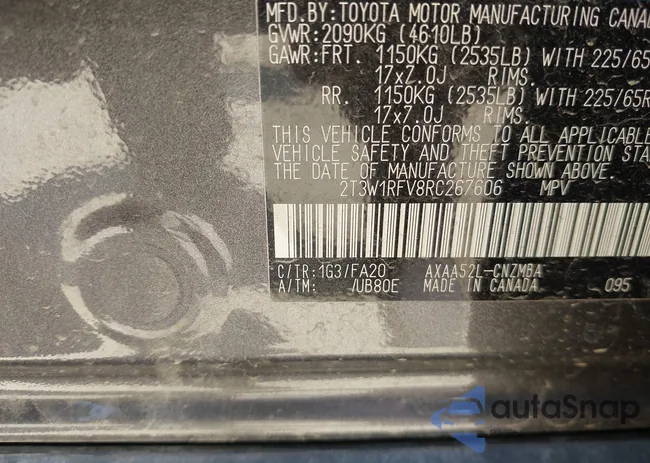 MFD.BY:TOYOTA MOTOR MANUFACTURING CANA
GVWR:2090KG (4610LB)
GAWR:FRT. 1150KG (2535LB) WITH 225/65
17x7.0J RIMS.
RR. 1150KG (2535LB) WITH 225/65R
17x7.0J RIMS.
THIS VEHICLE CONFORMS TO ALL APPLICABLE
VEHICLE SAFETY AND THEFT PREVENTION STA
THE DATE OF MANUFACTURE SHOWN ABOVE.
2T3W1RFV8RC267606 MPV
C/TR:1G3/FA20 AXAA52L-CNZMBA
A/TM: /UB80E MADE IN CANADA 095
autoSnap